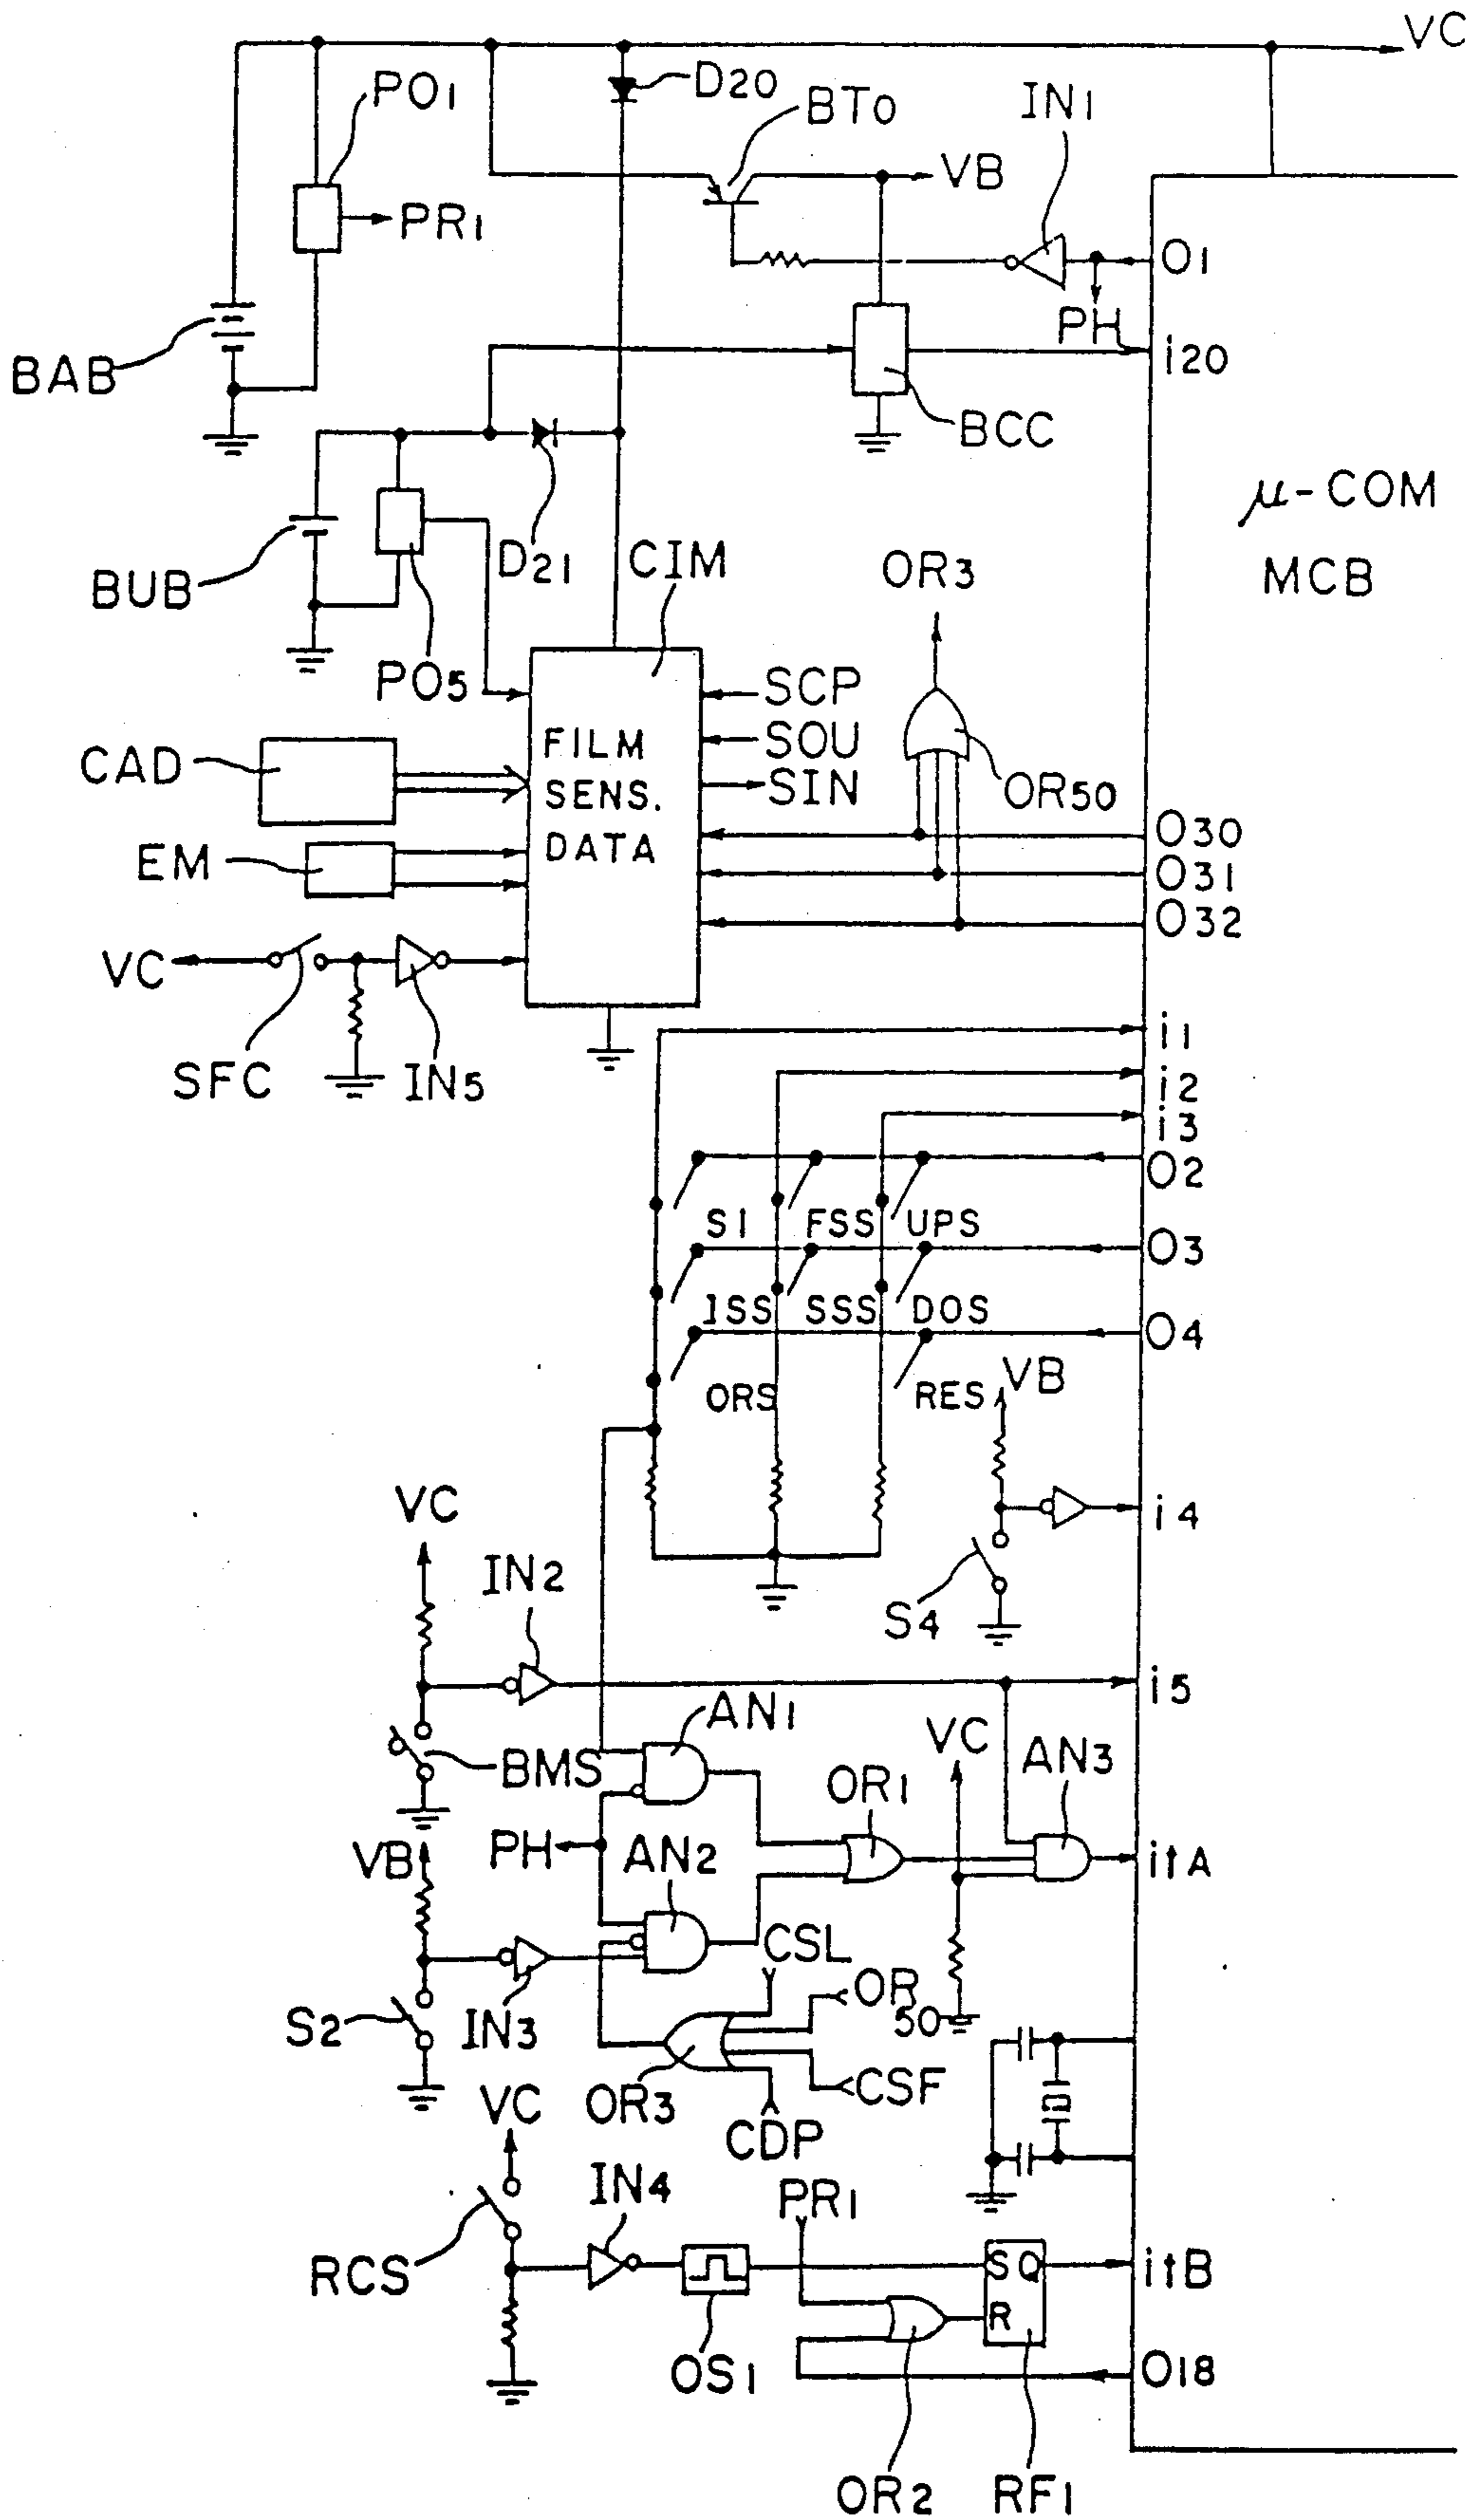 VC
PO1
D20
BT0
IN1
VB
PR1
O1
PH
i20
BAB
BCC
μ-COM
MCB
D21
CIM
OR3
BUB
PO5
SCP
FILM
SOU
CAD
SENS.
SIN
OR50
DATA
O30
EM
O31
O32
VC
SFC
IN5
i1
i2
i3
O2
S1 FSS UPS
O3
ISS SSS DOS
O4
VB
ORS RES
VC
i4
IN2
S4
i5
AN1
VC
AN3
BMS
OR1
PH
AN2
VB
itA
CSL
OR
50
S2
IN3
CSF
VC
OR3
CDP
IN4
PR1
RCS
S Q
itB
R
OS1
O18
OR2
RF1